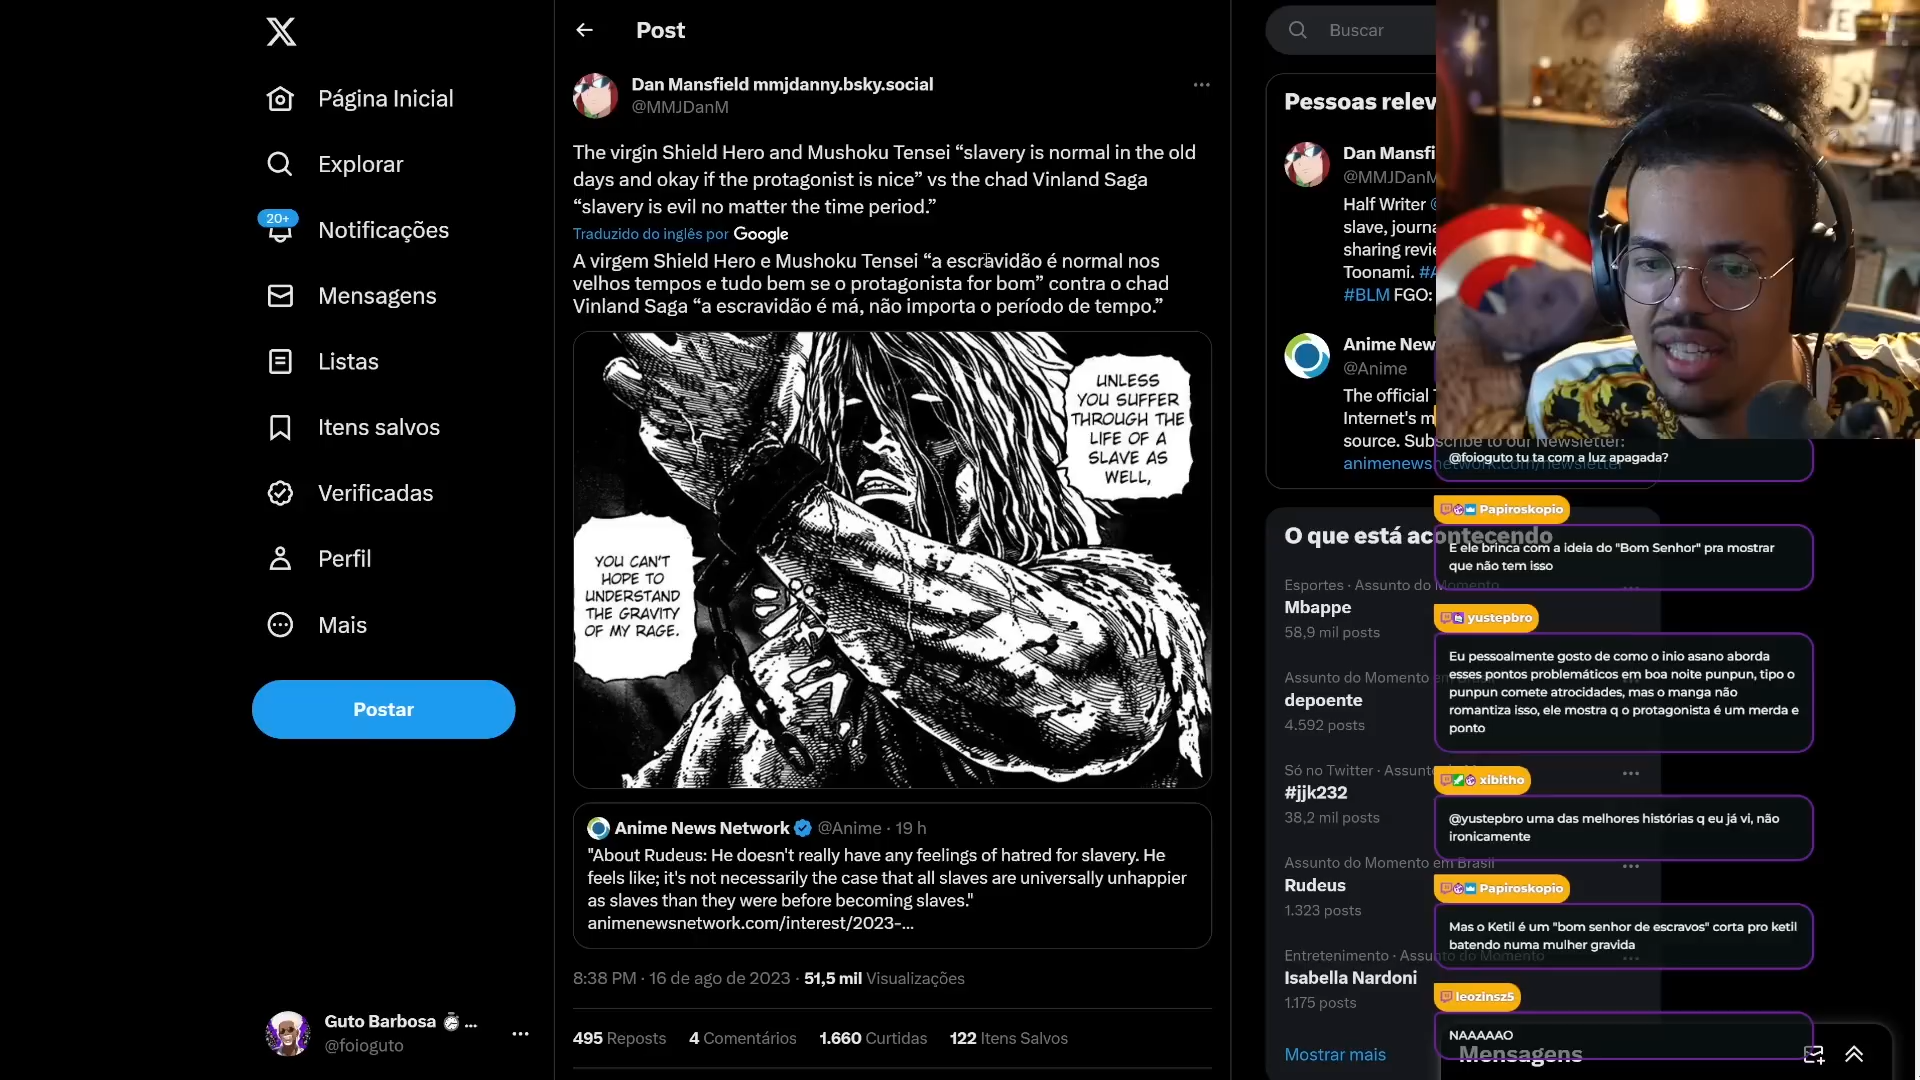 Página Inicial
Explorar
20+
Notificações
Mensagens
Listas
Itens salvos
Verificadas
Perfil
Mais
Postar
Guto Barbosa
...
@foioguto
Post
Dan Mansfield mmjdanny.bsky.social
@MMJDanM
The virgin Shield Hero and Mushoku Tensei “slavery is normal in the old
days and okay if the protagonist is nice” vs the chad Vinland Saga
“slavery is evil no matter the time period.”
Traduzido do inglês por Google
A virgem Shield Hero e Mushoku Tensei “a escravidão é normal nos
velhos tempos e tudo bem se o protagonista for bom” contra o chad
Vinland Saga “a escravidão é má, não importa o período de tempo.”
UNLESS
YOU SUFFER
THROUGH THE
LIFE OF A
SLAVE AS
WELL,
YOU CAN'T
HOPE TO
UNDERSTAND
THE GRAVITY
OF MY RAGE.
Anime News Network @Anime · 19 h
"About Rudeus: He doesn't really have any feelings of hatred for slavery. He
feels like; it's not necessarily the case that all slaves are universally unhappier
as slaves than they were before becoming slaves."
animenewsnetwork.com/interest/2023-...
8:38 PM · 16 de ago de 2023 · 51,5 mil Visualizações
495 Reposts 4 Comentários 1.660 Curtidas 122 Itens Salvos
Buscar
Pessoas relev
Dan Mansfi
@MMJDanM
Half Writer @
slave, journa
sharing revie
Toonami. #A
#BLM FGO:
Anime New
@Anime
The official
Internet's m
source. Subscribe to our Newsletter:
animenewsnetwork.com/newsletter
O que está acontecendo
Esportes · Assunto do Momento
Mbappe
58,9 mil posts
Assunto do Momento em
depoente
4.592 posts
Só no Twitter · Assunto
#jjk232
38,2 mil posts
Assunto do Momento em Brasil
Rudeus
1.323 posts
Entretenimento · Assunto do Momento
Isabella Nardoni
1.175 posts
Mostrar mais
@foioguto tu ta com a luz apagada?
Papiroskopio
E ele brinca com a ideia do "Bom Senhor" pra mostrar
que não tem isso
yustepbro
Eu pessoalmente gosto de como o inio asano aborda
esses pontos problemáticos em boa noite punpun, tipo o
punpun comete atrocidades, mas o manga não
romantiza isso, ele mostra q o protagonista é um merda e
ponto
xibitho
@yustepbro uma das melhores histórias q eu já vi, não
ironicamente
Papiroskopio
Mas o Ketil é um "bom senhor de escravos" corta pro ketil
batendo numa mulher gravida
leozinsz5
NAAAAAO
Mensagens